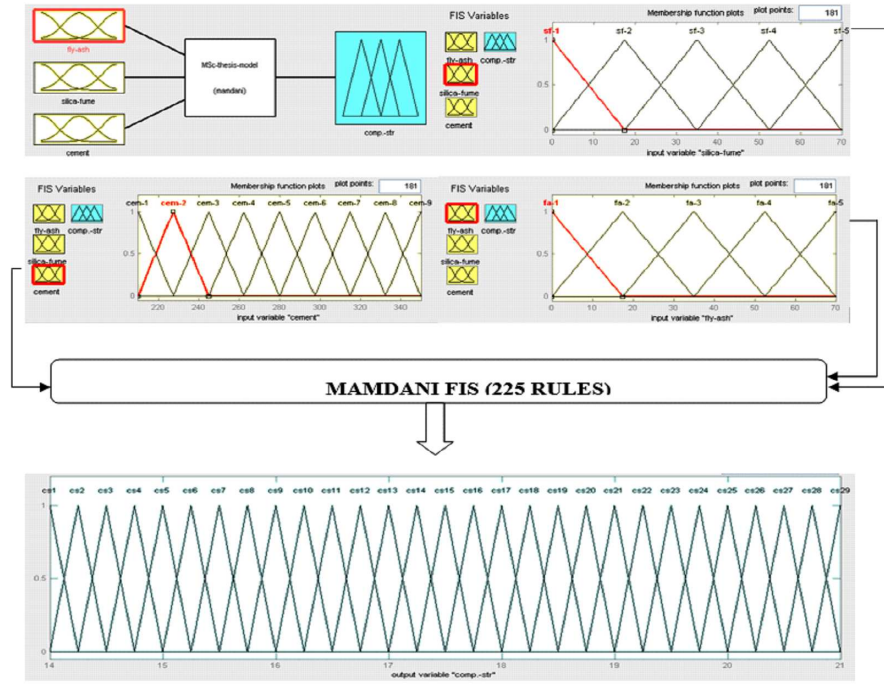 fly-ash
silica-fume
cement
MSc-thesis-model
(mamdani)
comp.-str
FIS Variables
fly-ash comp.-str
silica-fume
cement
Membership function plots plot points: 181
sf-1 sf-2 sf-3 sf-4 sf-5
1
0.5
0
0 10 20 30 40 50 60 70
input variable "silica-fume"
FIS Variables
fly-ash comp.-str
silica-fume
cement
Membership function plots plot points: 181
cem-1 cem-2 cem-3 cem-4 cem-5 cem-6 cem-7 cem-8 cem-9
1
0.5
0
220 240 260 280 300 320 340
input variable "cement"
FIS Variables
fly-ash comp.-str
silica-fume
cement
Membership function plots plot points: 181
fa-1 fa-2 fa-3 fa-4 fa-5
1
0.5
0
0 10 20 30 40 50 60 70
input variable "fly-ash"
MAMDANI FIS (225 RULES)
cs1 cs2 cs3 cs4 cs5 cs6 cs7 cs8 cs9 cs10 cs11 cs12 cs13 cs14 cs15 cs16 cs17 cs18 cs19 cs20 cs21 cs22 cs23 cs24 cs25 cs26 cs27 cs28 cs29
1
0.5
0
14 15 16 17 18 19 20 21
output variable "comp.-str"